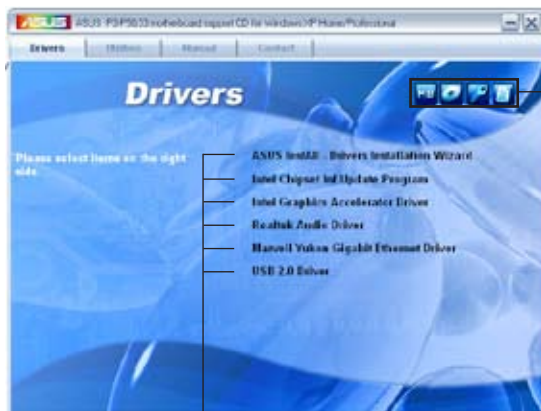 ASUS
motherboard support CD for Windows XP Home/Professional
Drivers
Utilities
Manual
Contact
Drivers
Please select items on the right
side.
ASUS InstAll - Drivers Installation Wizard
Intel Chipset Inf Update Program
Intel Graphics Accelerator Driver
Realtek Audio Driver
Marvell Yukon Gigabit Ethernet Driver
USB 2.0 Driver